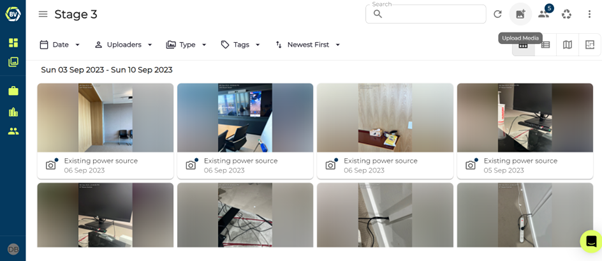 BV
Stage 3
Search
5
Upload Media
Date
Uploaders
Type
Tags
Newest First
Sun 03 Sep 2023 - Sun 10 Sep 2023
Existing power source
06 Sep 2023
Existing power source
06 Sep 2023
Existing power source
06 Sep 2023
Existing power source
05 Sep 2023